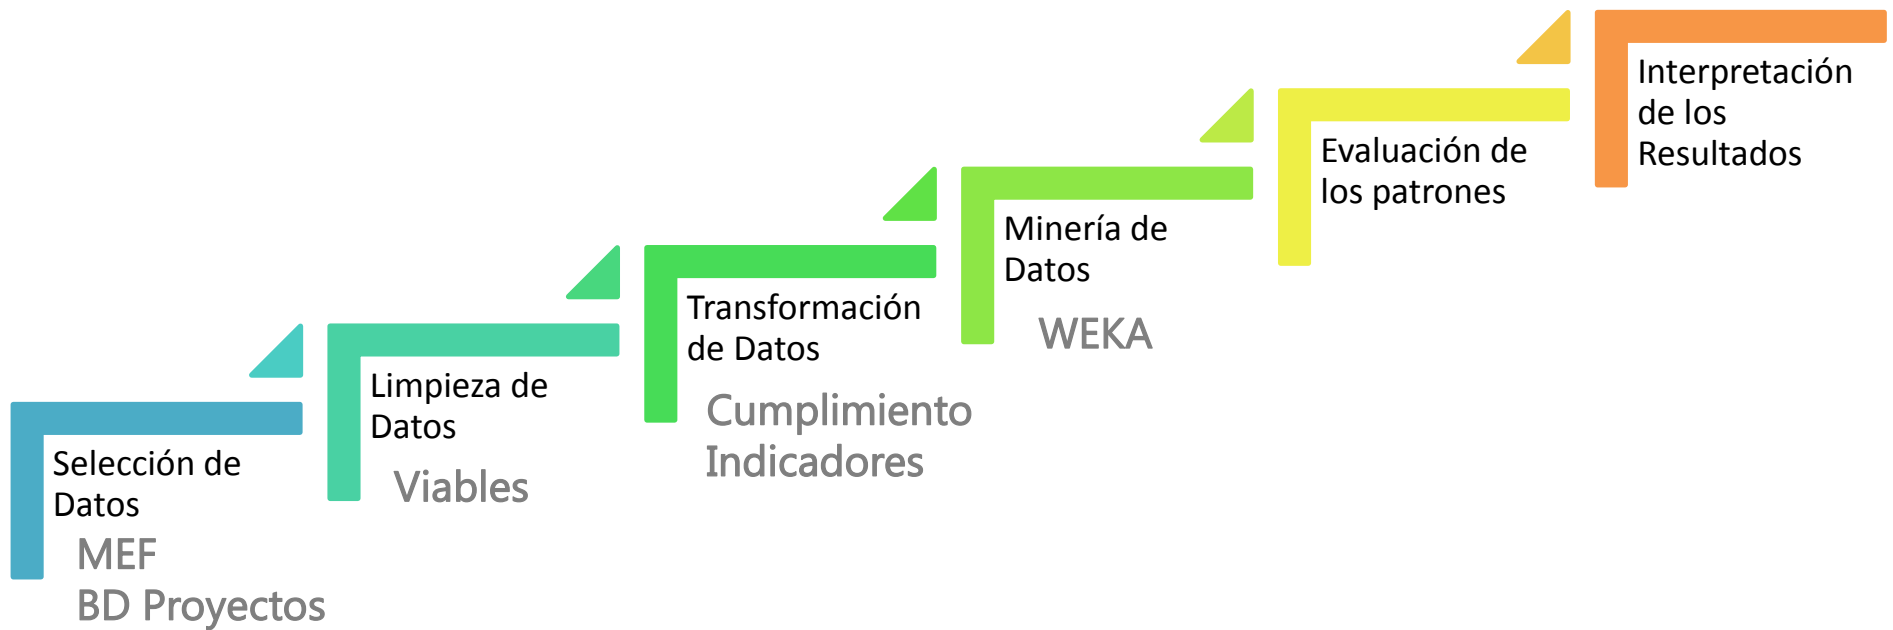 Selección de
Datos
MEF
BD Proyectos
Limpieza de
Datos
Viables
Transformación
de Datos
Cumplimiento
Indicadores
Minería de
Datos
WEKA
Evaluación de
los patrones
Interpretación
de los
Resultados